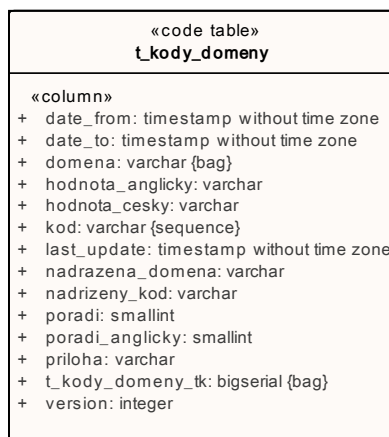 «code table»
t_kody_domeny
«column»
+ date_from: timestamp without time zone
+ date_to: timestamp without time zone
+ domena: varchar {bag}
+ hodnota_anglicky: varchar
+ hodnota_cesky: varchar
+ kod: varchar {sequence}
+ last_update: timestamp without time zone
+ nadrazena_domena: varchar
+ nadrizeny_kod: varchar
+ poradi: smallint
+ poradi_anglicky: smallint
+ priloha: varchar
+ t_kody_domeny_tk: bigserial {bag}
+ version: integer